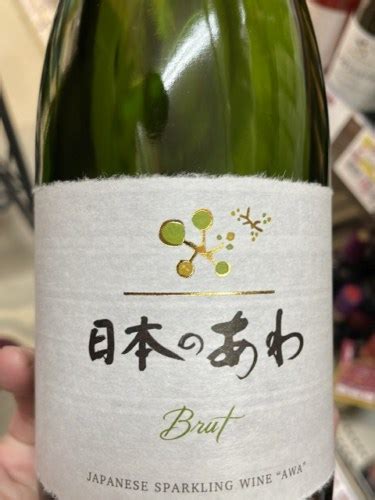 日本のあわ
Brut
JAPANESE SPARKLING WINE "AWA"